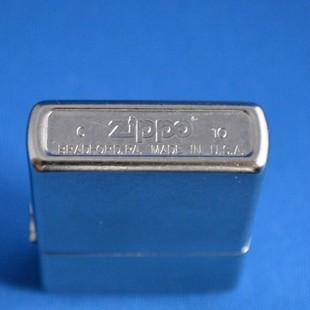 C zippo 10
BRADFORD, PA. MADE IN U.S.A.